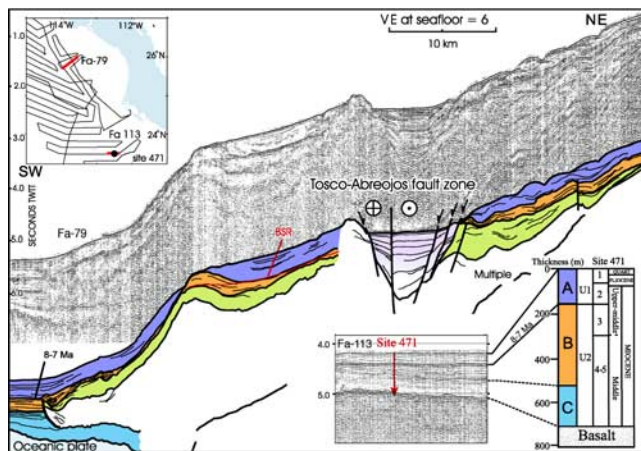 114°W 112°W
VE at seafloor = 6
10 km
NE
1.0
2.0
3.0
4.0
5.0
26°N
Fa-79
24°N
Fa 113
site 471
SW
SECONDS TWTT
Fa-79
Tosco-Abreojos fault zone
BSR
Multiple
8-7 Ma
Oceanic plate
Fa-113 Site 471
4.0
5.0
8-7 Ma
Thickness (m) Site 471
0
200
400
600
800
A
B
C
U1
U2
1
2
3
4-5
Upper-middle
Middle
MIOCENE
Basalt